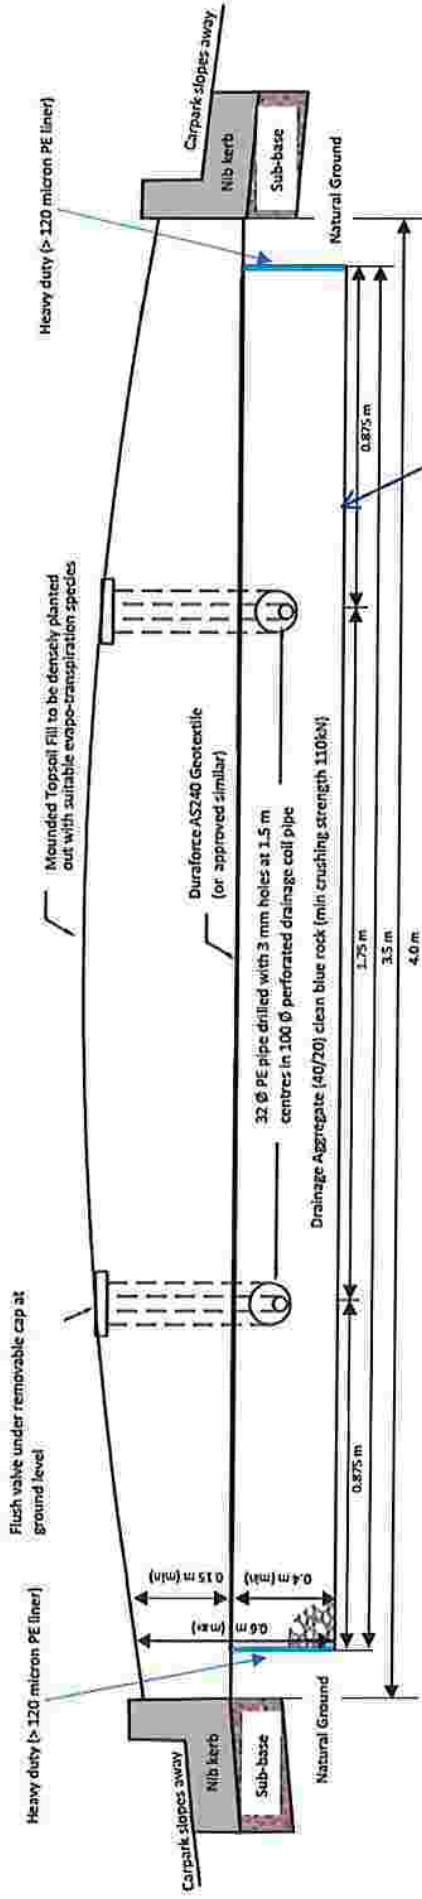 Flush valve under removable cap at
ground level
Mounded Topsoil Fill to be densely planted
out with suitable evapo-transpiration species
Heavy duty (> 120 micron PE liner)
Heavy duty (> 120 micron PE liner)
Carpark slopes away
Carpark slopes away
Nib kerb
Nib kerb
Sub-base
Sub-base
Natural Ground
Natural Ground
0.15 m (min)
0.6 m (max)
0.4 m (min)
Duraforce AS240 Geotextile
(or approved similar)
32 Ø PE pipe drilled with 3 mm holes at 1.5 m
centres in 100 Ø perforated drainage coil pipe
Drainage Aggregate (40/20) clean blue rock (min crushing strength 110kN)
0.875 m
1.75 m
0.875 m
3.5 m
4.0 m